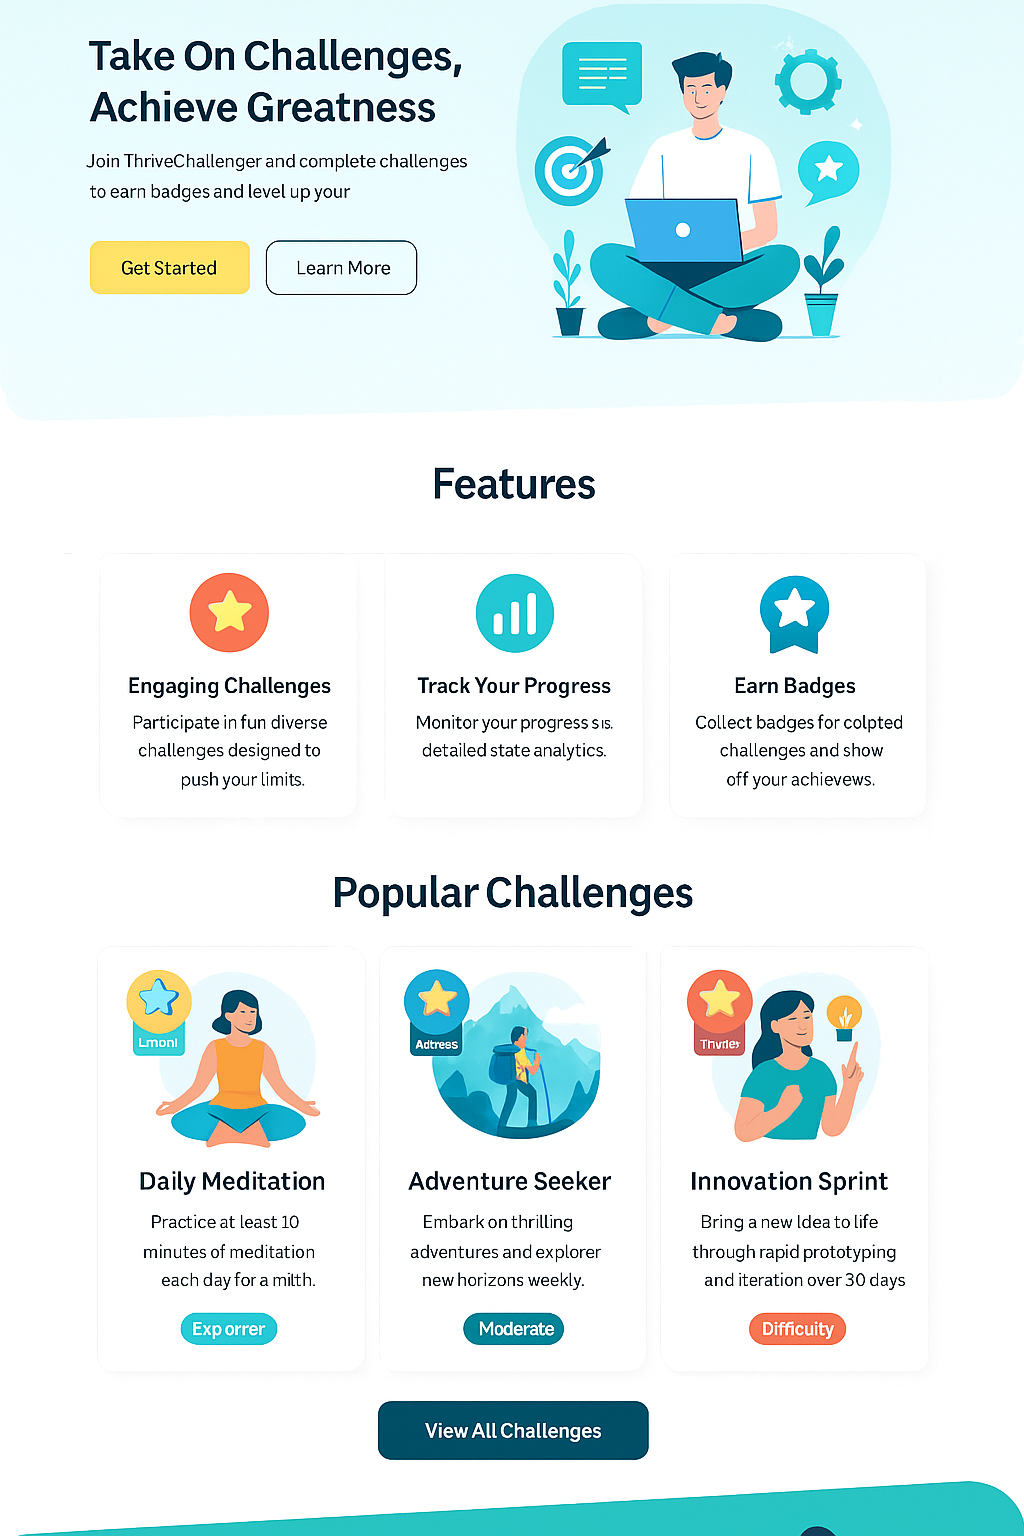 Take On Challenges,
Achieve Greatness
Join ThriveChallenger and complete challenges
to earn badges and level up your
Get Started
Learn More
Features
Engaging Challenges
Participate in fun diverse
challenges designed to
push your limits.
Track Your Progress
Monitor your progress s is.
detailed state analytics.
Earn Badges
Collect badges for colpted
challenges and show
off your achievews.
Popular Challenges
Lmonl
Daily Meditation
Practice at least 10
minutes of meditation
each day for a milth.
Exp orrer
Adtress
Adventure Seeker
Embark on thrilling
adventures and explorer
new horizons weekly.
Moderate
Innovation Sprint
Bring a new Idea to life
through rapid prototyping
and iteration over 30 days
Difficuity
View All Challenges